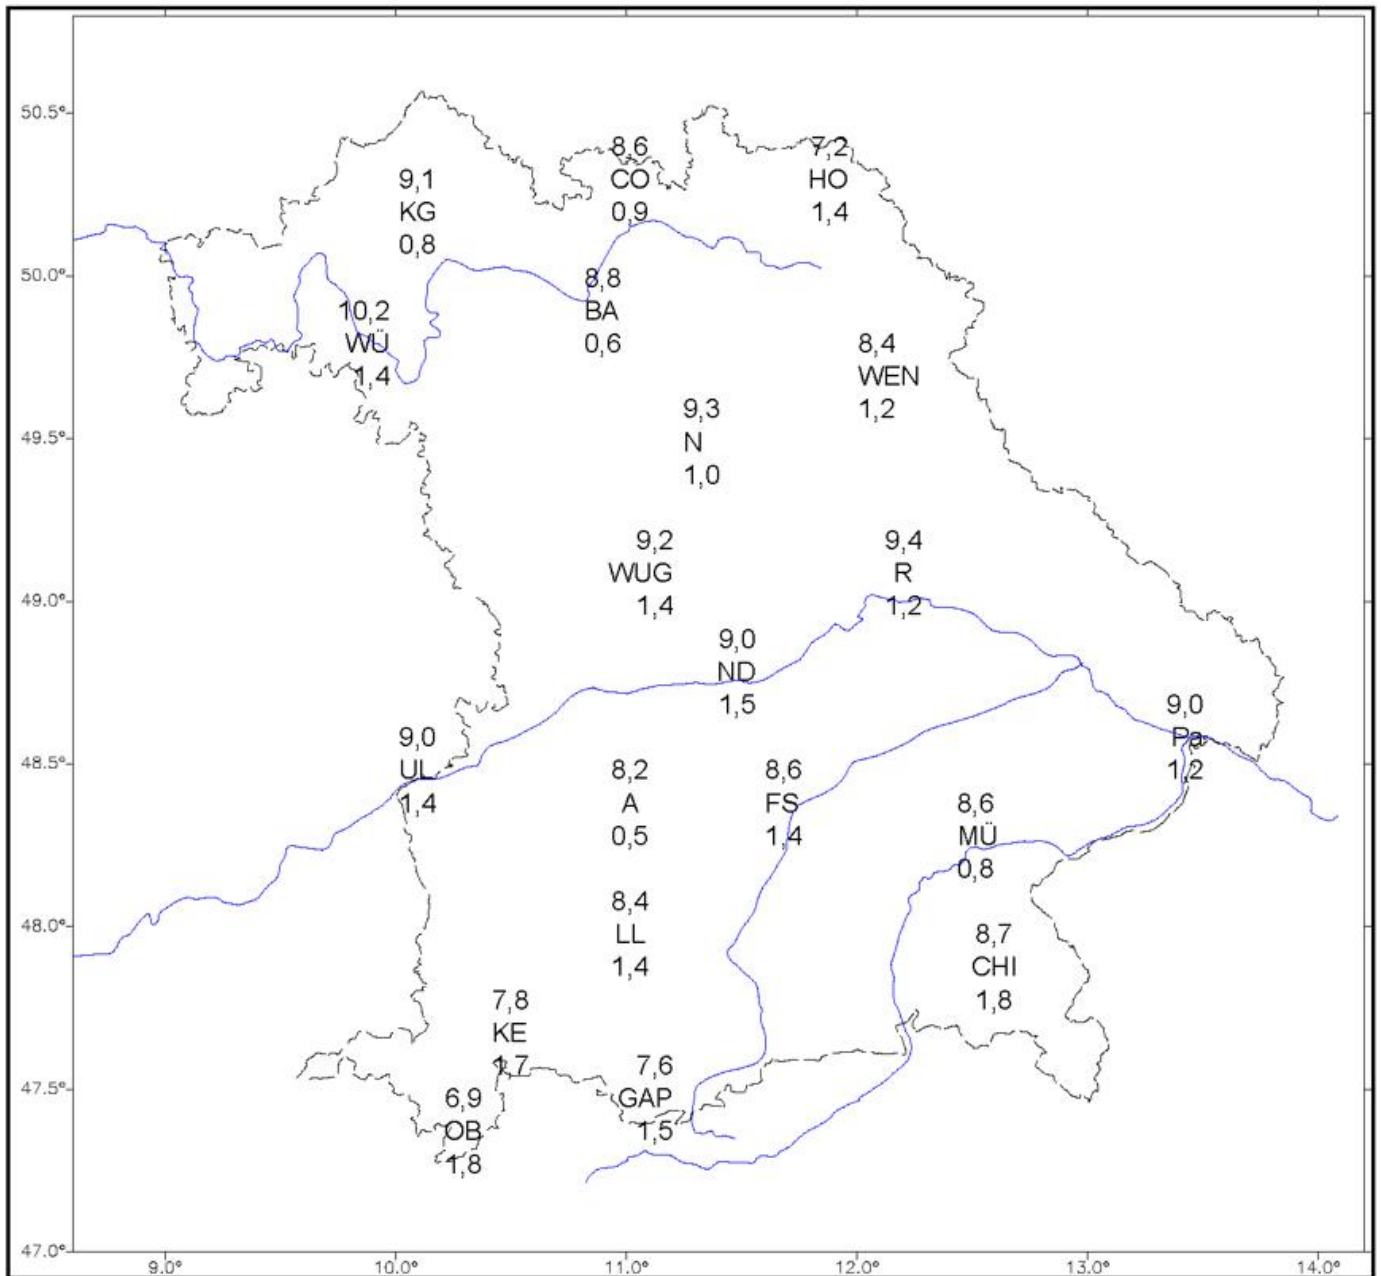 50.5°
50.0°
49.5°
49.0°
48.5°
48.0°
47.5°
47.0°
8,6
CO
0,9
7,2
HO
1,4
9,1
KG
0,8
8,8
BA
0,6
10,2
WÜ
1,4
8,4
WEN
1,2
9,3
N
1,0
9,2
WUG
1,4
9,4
R
1,2
9,0
ND
1,5
9,0
Pa
1,2
9,0
UL
1,4
8,2
A
0,5
8,6
FS
1,4
8,6
MÜ
0,8
8,4
LL
1,4
8,7
CHI
1,8
7,8
KE
1,7
7,6
GAP
1,5
6,9
OB
1,8
9.0° 10.0° 11.0° 12.0° 13.0° 14.0°